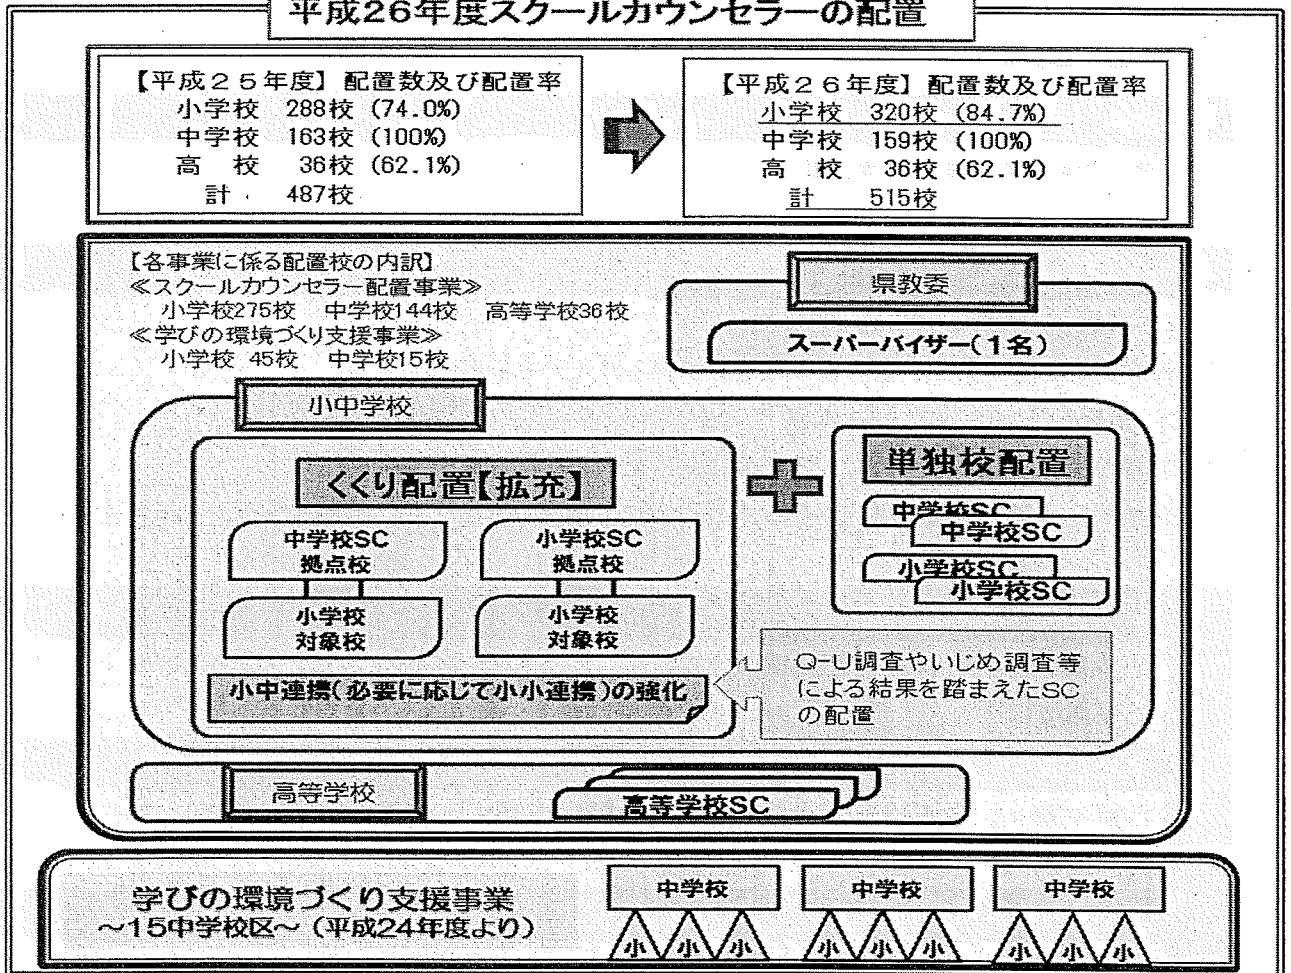 平成26年度スクールカウンセラーの配置
【平成25年度】配置数及び配置率
小学校 288校 (74.0%)
中学校 163校 (100%)
高 校 36校 (62.1%)
計 487校
【平成26年度】配置数及び配置率
小学校 320校 (84.7%)
中学校 159校 (100%)
高 校 36校 (62.1%)
計 515校
【各事業に係る配置校の内訳】
≪スクールカウンセラー配置事業≫
小学校275校 中学校144校 高等学校36校
≪学びの環境づくり支援事業≫
小学校 45校 中学校15校
県教委
スーパーバイザー(1名)
小中学校
くくり配置【拡充】
中学校SC
拠点校
小学校
対象校
小学校SC
拠点校
小学校
対象校
小中連携(必要に応じて小小連携)の強化
単独校配置
中学校SC
中学校SC
小学校SC
小学校SC
Q-U調査やいじめ調査等
による結果を踏まえたSC
の配置
高等学校
高等学校SC
学びの環境づくり支援事業
~15中学校区~(平成24年度より)
中学校
小 小 小
中学校
小 小 小
中学校
小 小 小